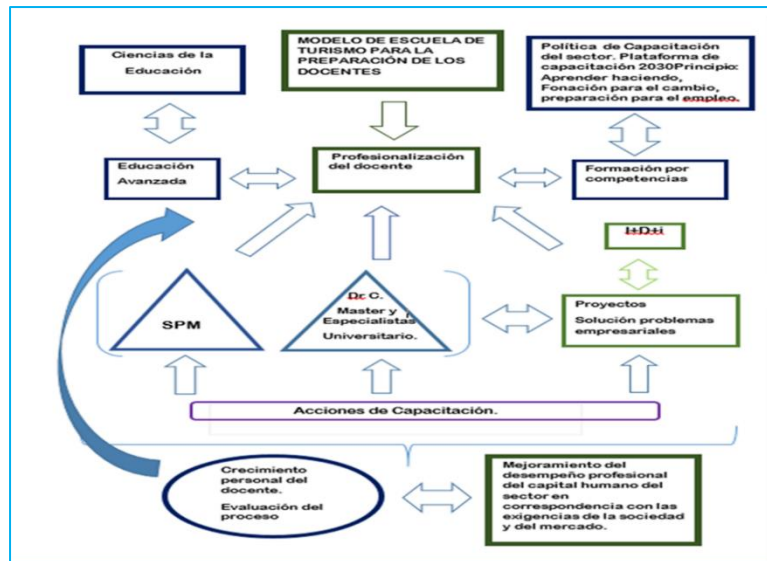 Ciencias de la
Educación
MODELO DE ESCUELA DE
TURISMO PARA LA
PREPARACIÓN DE LOS
DOCENTES
Política de Capacitación
del sector. Plataforma de
capacitación 2030Principio:
Aprender haciendo,
Fonación para el cambio,
preparación para el empleo.
Educación
Avanzada
Profesionalización
del docente
Formación por
competencias
I+D+i
SPM
Dr C.
Master y
Especialistas
Universitario.
Proyectos
Solución problemas
empresariales
Acciones de Capacitación.
Crecimiento
personal del
docente.
Evaluación del
proceso
Mejoramiento del
desempeño profesional
del capital humano del
sector en
correspondencia con las
exigencias de la sociedad
y del mercado.